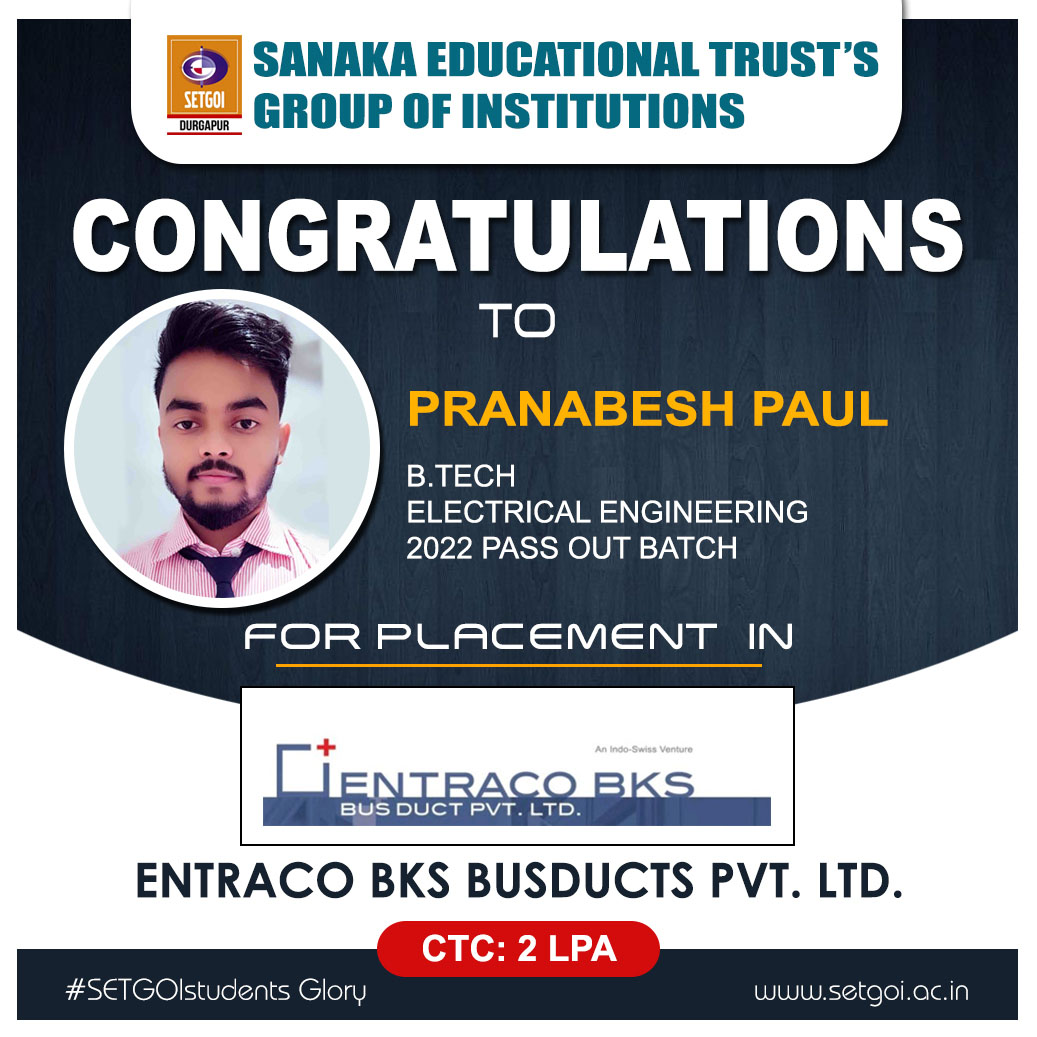 SETGOI
DURGAPUR
SANAKA EDUCATIONAL TRUST'S
GROUP OF INSTITUTIONS
CONGRATULATIONS
TO
PRANABESH PAUL
B.TECH
ELECTRICAL ENGINEERING
2022 PASS OUT BATCH
FOR PLACEMENT IN
An Indo-Swiss Venture
ENTRACO BKS
BUS DUCT PVT. LTD.
ENTRACO BKS BUSDUCTS PVT. LTD.
CTC: 2 LPA
#SETGOIstudents Glory
www.setgoi.ac.in